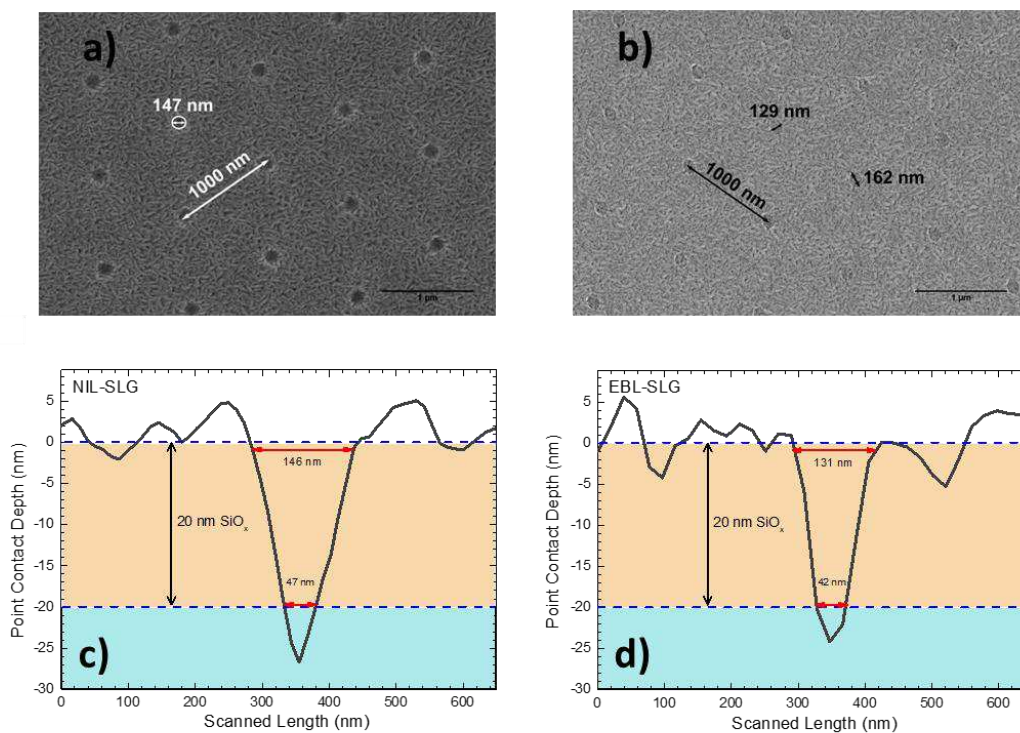 a)
147 nm
1000 nm
1 µm
b)
129 nm
1000 nm
162 nm
1 µm
NIL-SLG
5
0
-5
-10
-15
-20
-25
-30
Point Contact Depth (nm)
146 nm
20 nm SiOₓ
47 nm
c)
0 100 200 300 400 500 600
Scanned Length (nm)
EBL-SLG
5
0
-5
-10
-15
-20
-25
-30
Point Contact Depth (nm)
131 nm
20 nm SiOₓ
42 nm
d)
0 100 200 300 400 500 600
Scanned Length (nm)